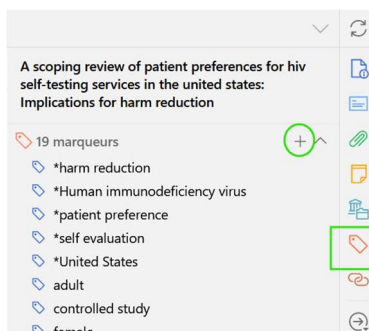 A scoping review of patient preferences for hiv
self-testing services in the united states:
Implications for harm reduction
19 marqueurs
*harm reduction
*Human immunodeficiency virus
*patient preference
*self evaluation
*United States
adult
controlled study
female